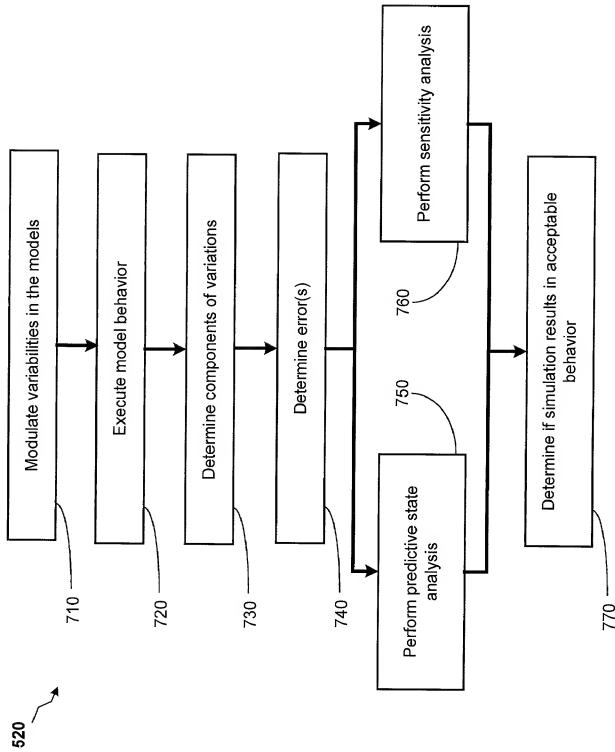 520
Modulate variabilities in the models
710
Execute model behavior
720
Determine components of variations
730
Determine error(s)
740
Perform predictive state
analysis
750
Perform sensitivity analysis
760
Determine if simulation results in acceptable
behavior
770